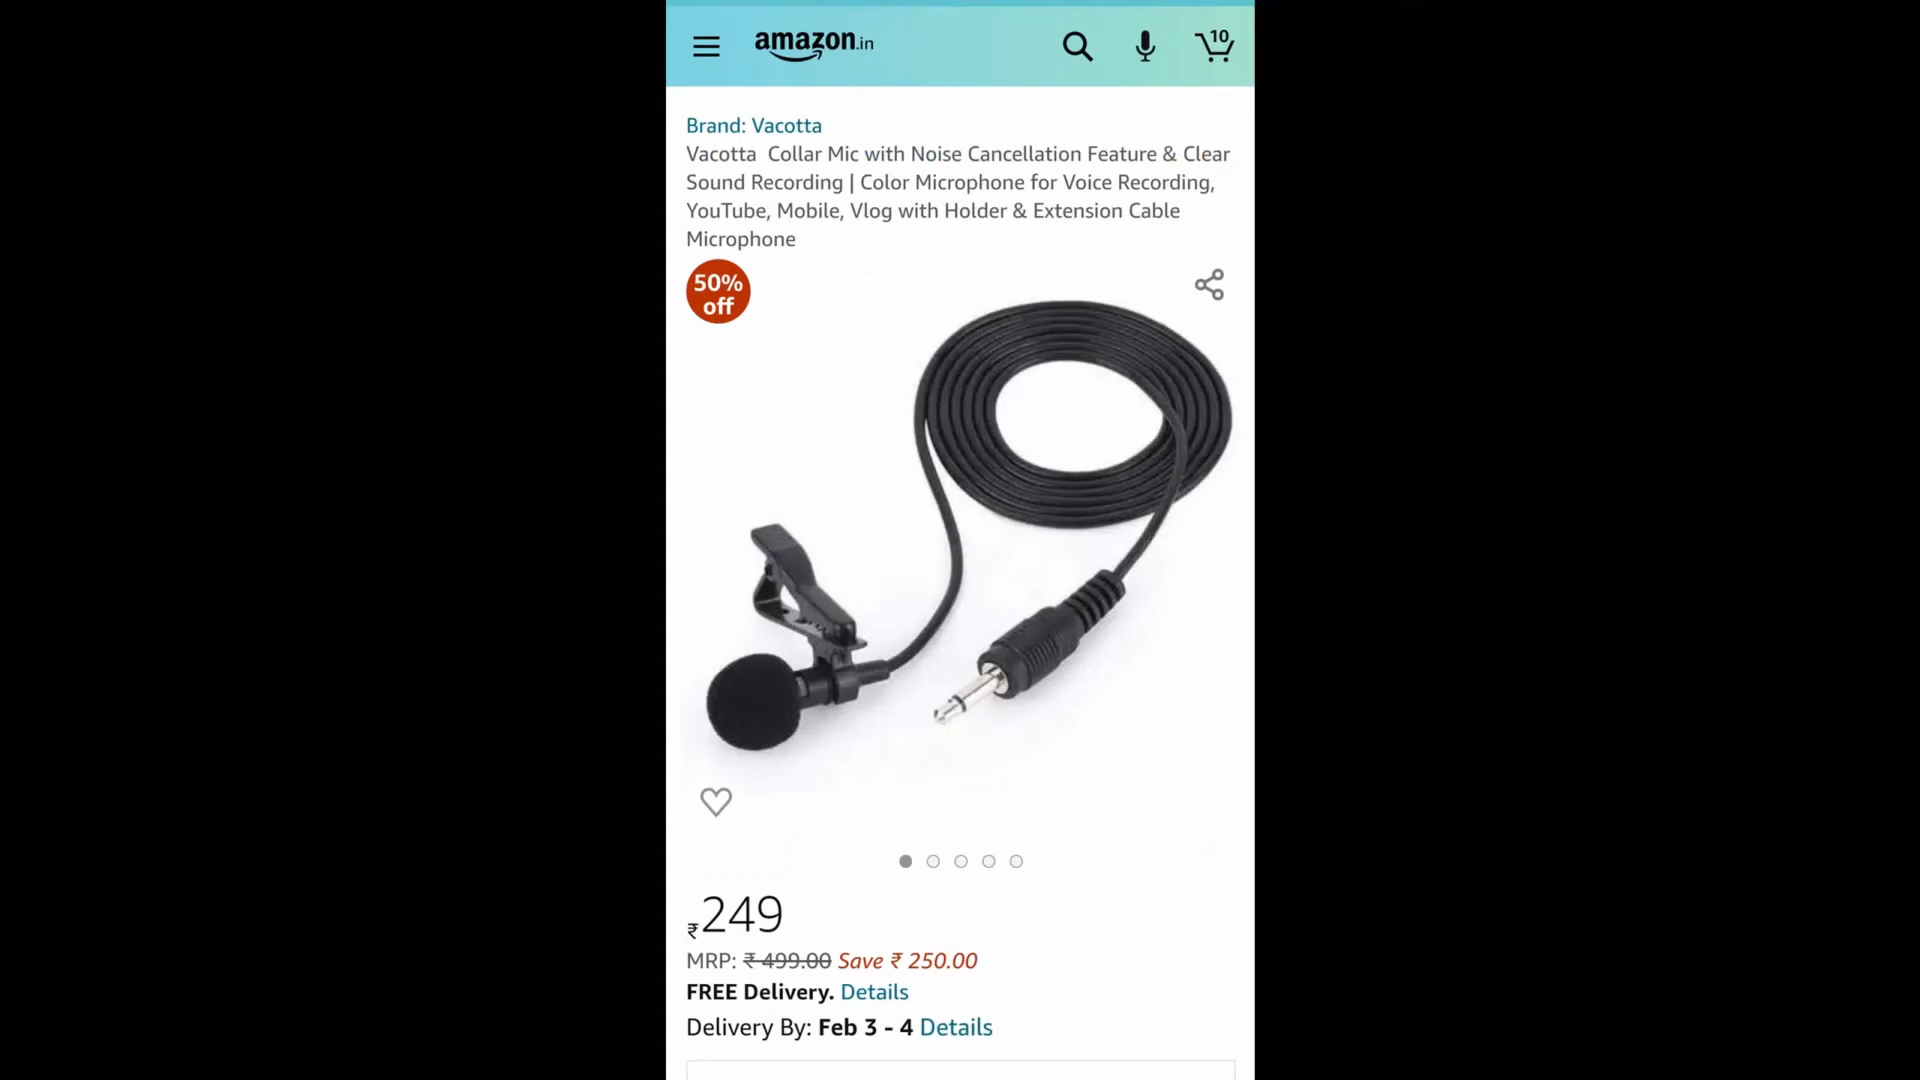 amazon.in
10
Brand: Vacotta
Vacotta Collar Mic with Noise Cancellation Feature & Clear
Sound Recording | Color Microphone for Voice Recording,
YouTube, Mobile, Vlog with Holder & Extension Cable
Microphone
50%
off
₹249
MRP: ₹ 499.00 Save ₹ 250.00
FREE Delivery. Details
Delivery By: Feb 3 - 4 Details